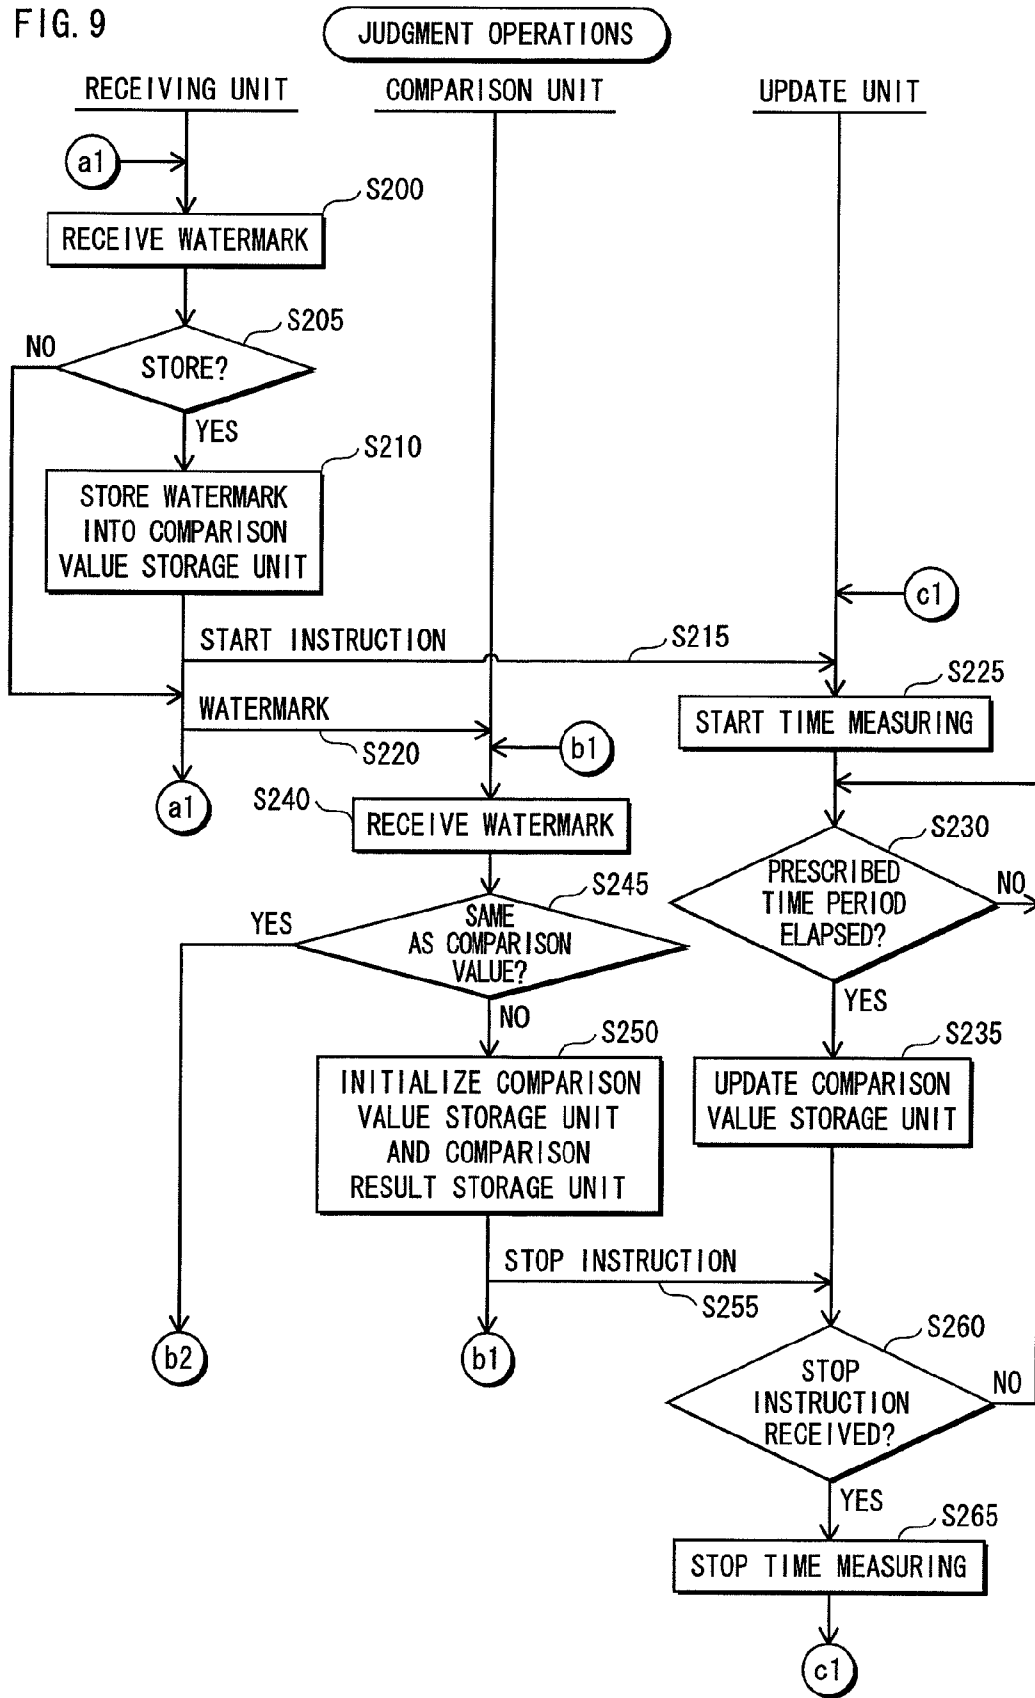 FIG. 9
JUDGMENT OPERATIONS
RECEIVING UNIT
COMPARISON UNIT
UPDATE UNIT
a1
S200
RECEIVE WATERMARK
S205
NO
STORE?
YES
S210
STORE WATERMARK
INTO COMPARISON
VALUE STORAGE UNIT
c1
START INSTRUCTION
S215
S225
START TIME MEASURING
WATERMARK
S220
b1
a1
S240
RECEIVE WATERMARK
S230
PRESCRIBED
TIME PERIOD
ELAPSED?
NO
YES
S245
YES
SAME
AS COMPARISON
VALUE?
NO
S250
INITIALIZE COMPARISON
VALUE STORAGE UNIT
AND COMPARISON
RESULT STORAGE UNIT
S235
UPDATE COMPARISON
VALUE STORAGE UNIT
STOP INSTRUCTION
S255
b2
b1
S260
STOP
INSTRUCTION
RECEIVED?
NO
YES
S265
STOP TIME MEASURING
c1